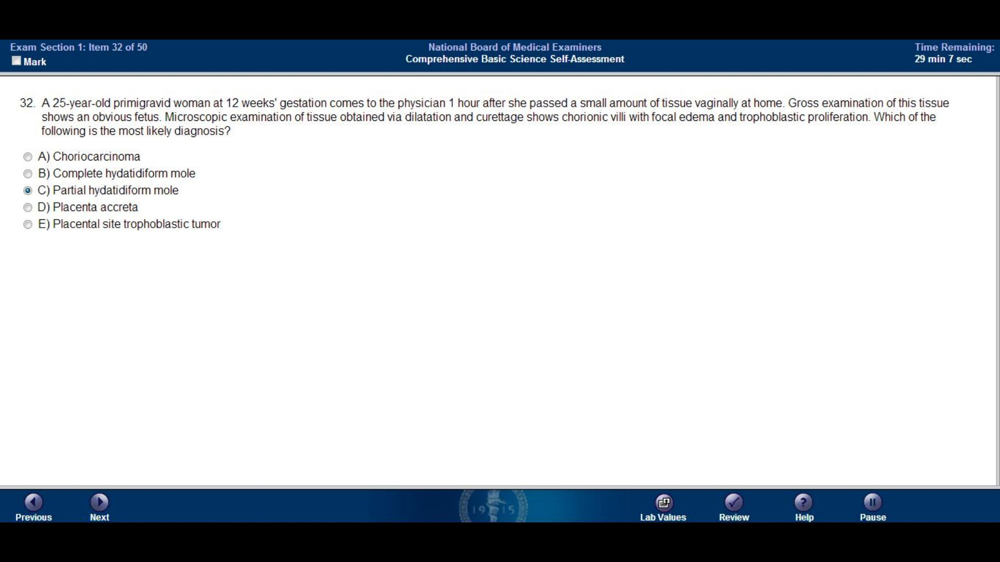 Exam Section 1: Item 32 of 50
National Board of Medical Examiners
Time Remaining:
Mark
Comprehensive Basic Science Self-Assessment
29 min 7 sec
32. A 25-year-old primigravid woman at 12 weeks' gestation comes to the physician 1 hour after she passed a small amount of tissue vaginally at home. Gross examination of this tissue
shows an obvious fetus. Microscopic examination of tissue obtained via dilatation and curettage shows chorionic villi with focal edema and trophoblastic proliferation. Which of the
following is the most likely diagnosis?
A) Choriocarcinoma
B) Complete hydatidiform mole
C) Partial hydatidiform mole
D) Placenta accreta
E) Placental site trophoblastic tumor
1915
Previous
Next
Lab Values
Review
Help
Pause